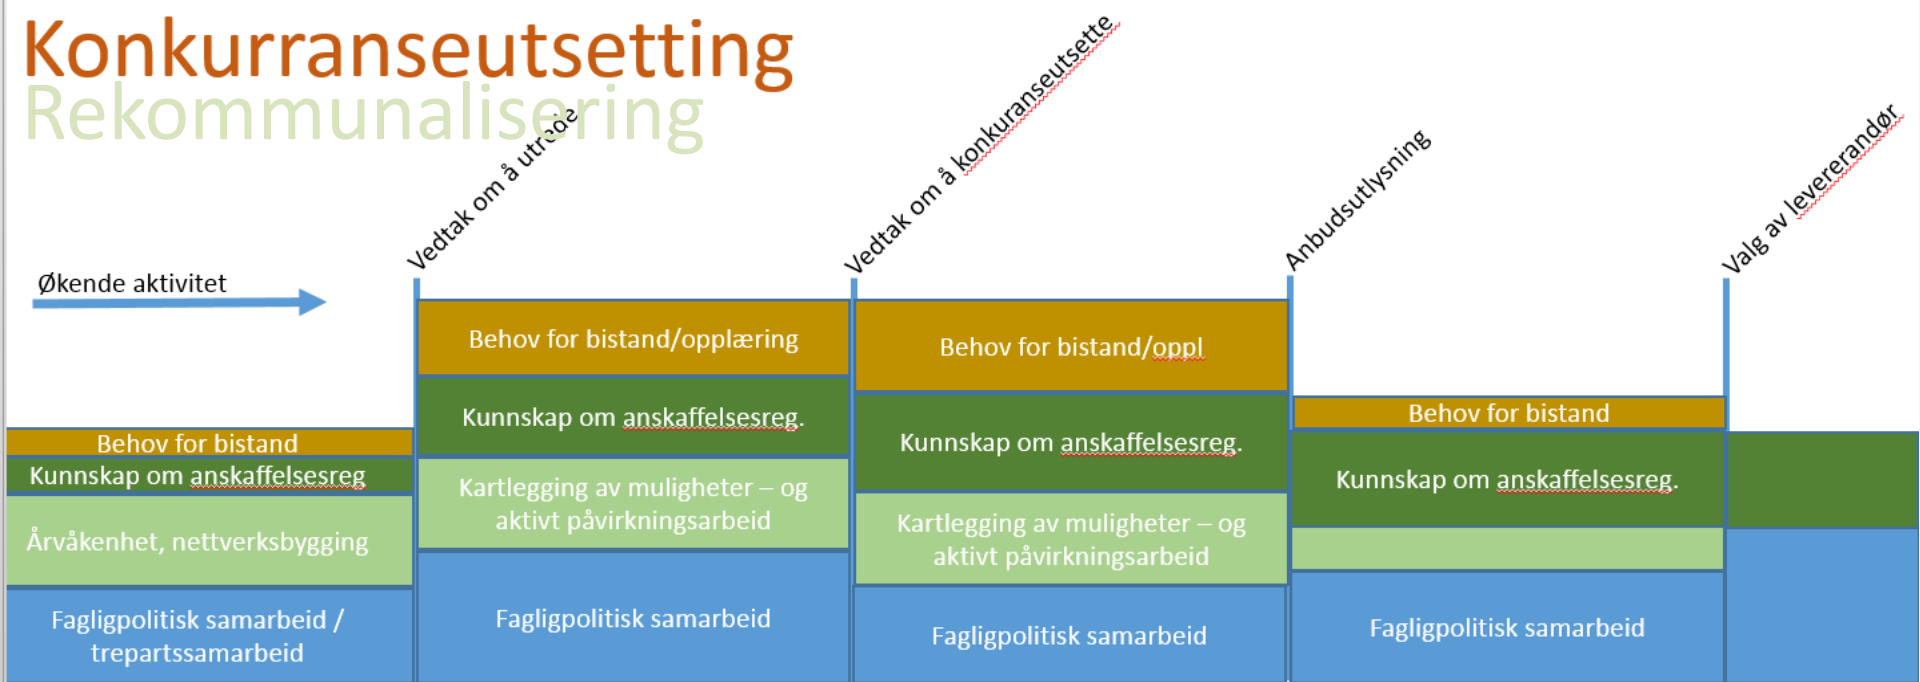 Konkurranseutsetting
Rekommunalisering
Økende aktivitet
Vedtak om å utrede
Vedtak om å konkuranseutsette
Anbudsutlysning
Valg av levererandør
Behov for bistand
Kunnskap om anskaffelsesreg
Årvåkenhet, nettverksbygging
Fagligpolitisk samarbeid /
trepartssamarbeid
Behov for bistand/opplæring
Kunnskap om anskaffelsesreg.
Kartlegging av muligheter – og
aktivt påvirkningsarbeid
Fagligpolitisk samarbeid
Behov for bistand/oppl
Kunnskap om anskaffelsesreg.
Kartlegging av muligheter – og
aktivt påvirkningsarbeid
Fagligpolitisk samarbeid
Behov for bistand
Kunnskap om anskaffelsesreg.
Fagligpolitisk samarbeid